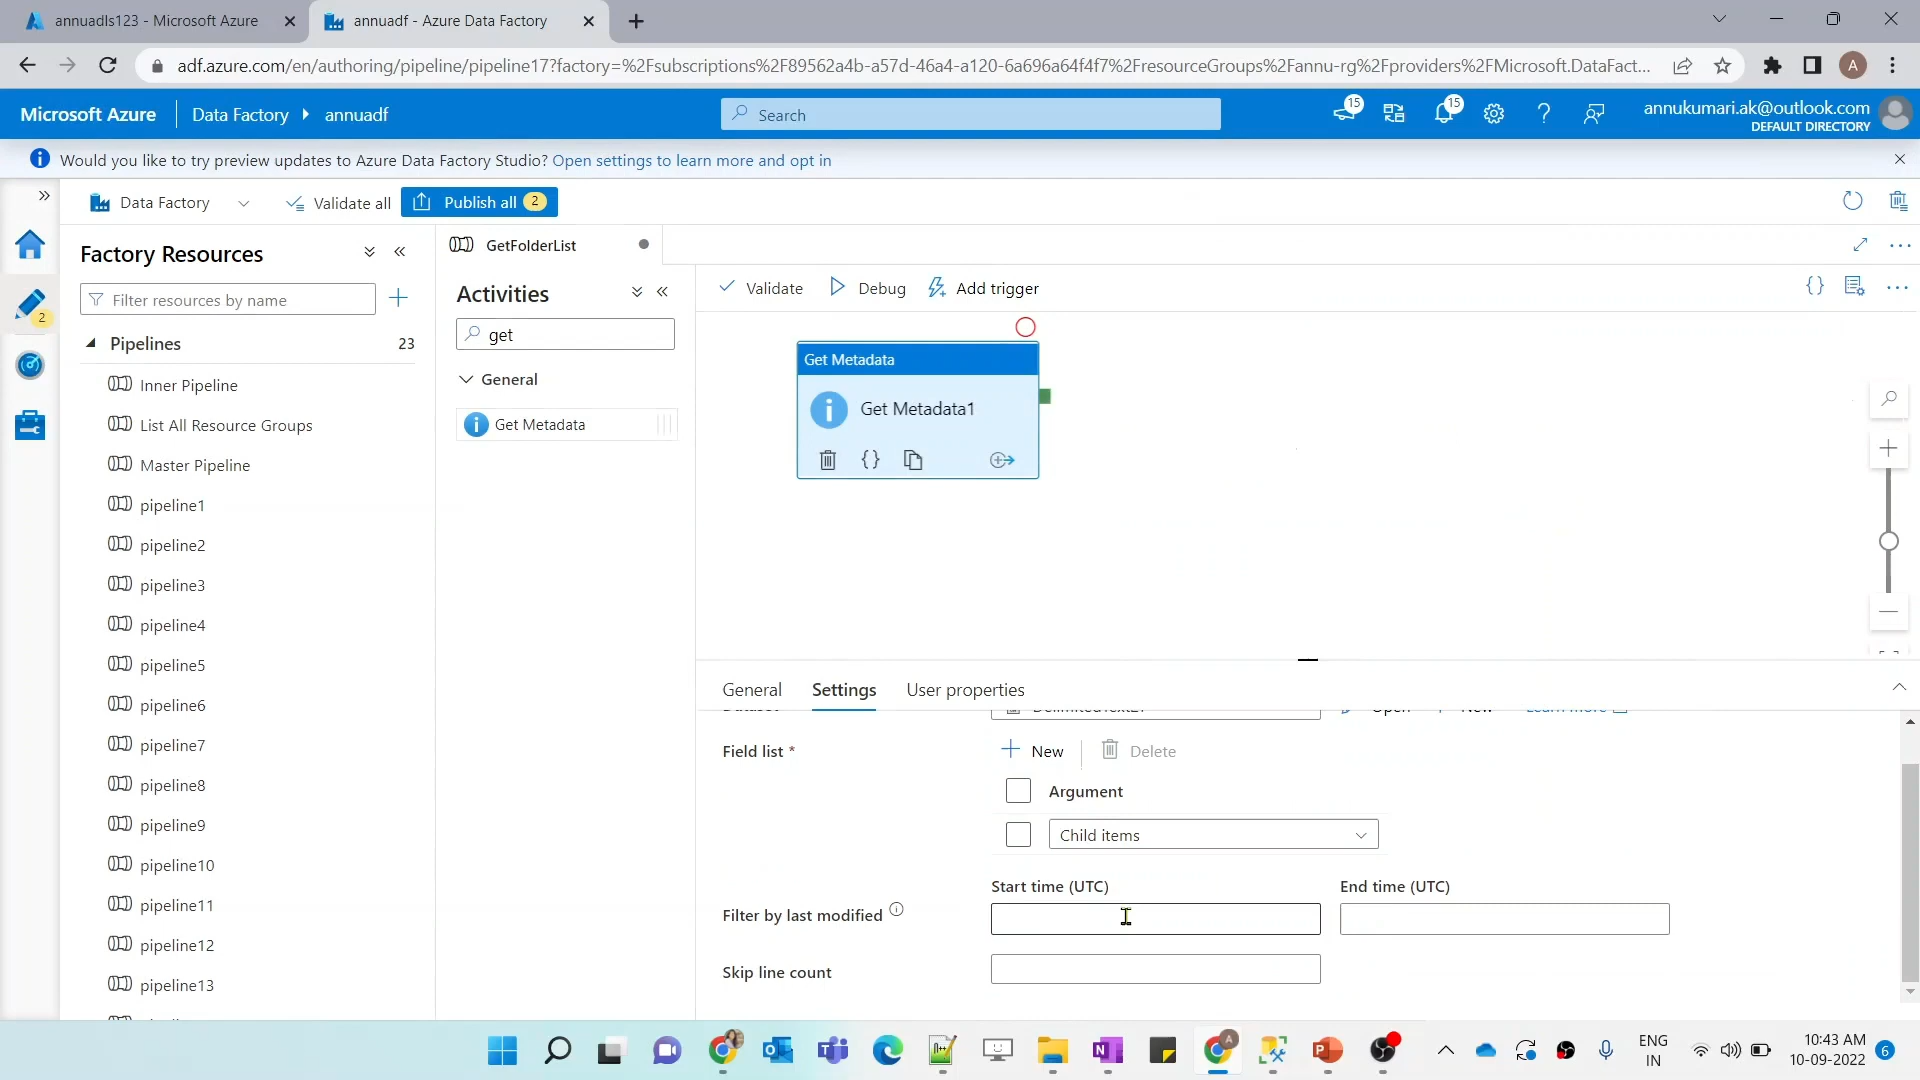 annuadls123 - Microsoft Azure
annuadf - Azure Data Factory
adf.azure.com/en/authoring/pipeline/pipeline17?factory=%2Fsubscriptions%2F89562a4b-a57d-46a4-a120-6a696a64f4f7%2FresourceGroups%2Fannu-rg%2Fproviders%2FMicrosoft.DataFact...
A
Microsoft Azure
Data Factory
annuadf
Search
15
15
annukumari.ak@outlook.com
DEFAULT DIRECTORY
Would you like to try preview updates to Azure Data Factory Studio? Open settings to learn more and opt in
Data Factory
Validate all
Publish all 2
Factory Resources
Filter resources by name
2
Pipelines 23
Inner Pipeline
List All Resource Groups
Master Pipeline
pipeline1
pipeline2
pipeline3
pipeline4
pipeline5
pipeline6
pipeline7
pipeline8
pipeline9
pipeline10
pipeline11
pipeline12
pipeline13
GetFolderList
Activities
get
General
Get Metadata
Validate
Debug
Add trigger
Get Metadata
Get Metadata1
General
Settings
User properties
Field list *
New
Delete
Argument
Child items
Start time (UTC)
End time (UTC)
Filter by last modified
Skip line count
ENG
IN
10:43 AM
10-09-2022
6